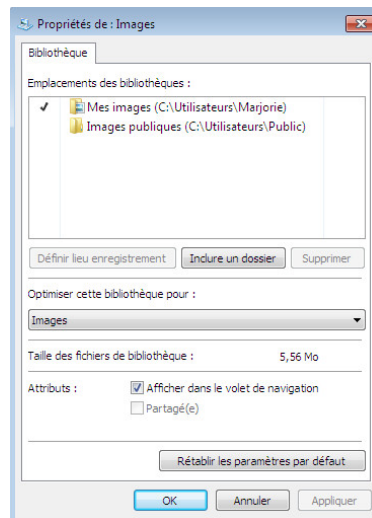 Propriétés de : Images
Bibliothèque
Emplacements des bibliothèques :
Mes images (C:\Utilisateurs\Marjorie)
Images publiques (C:\Utilisateurs\Public)
Définir lieu enregistrement Inclure un dossier Supprimer
Optimiser cette bibliothèque pour :
Images
Taille des fichiers de bibliothèque : 5,56 Mo
Attributs : Afficher dans le volet de navigation
Partagé(e)
Rétablir les paramètres par défaut
OK Annuler Appliquer